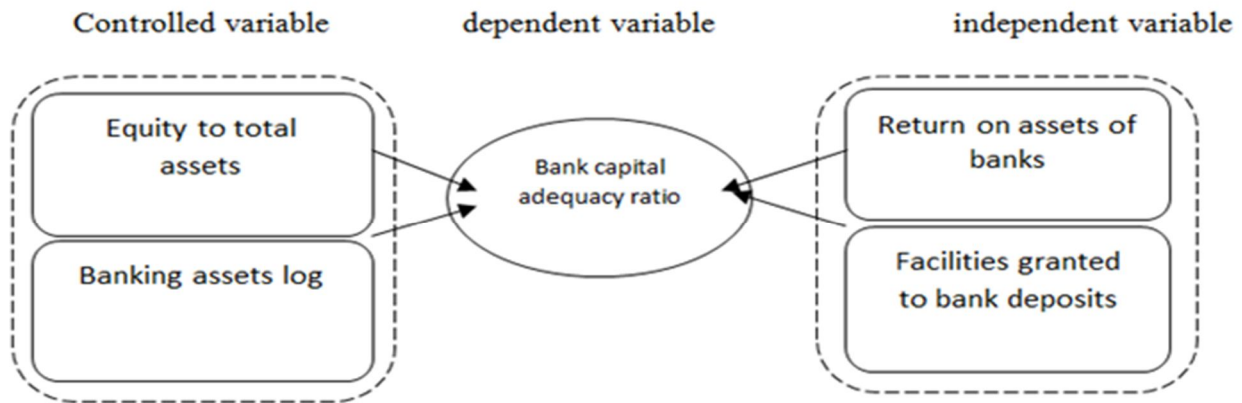 Controlled variable
dependent variable
independent variable
Equity to total
assets
Banking assets log
Bank capital
adequacy ratio
Return on assets of
banks
Facilities granted
to bank deposits